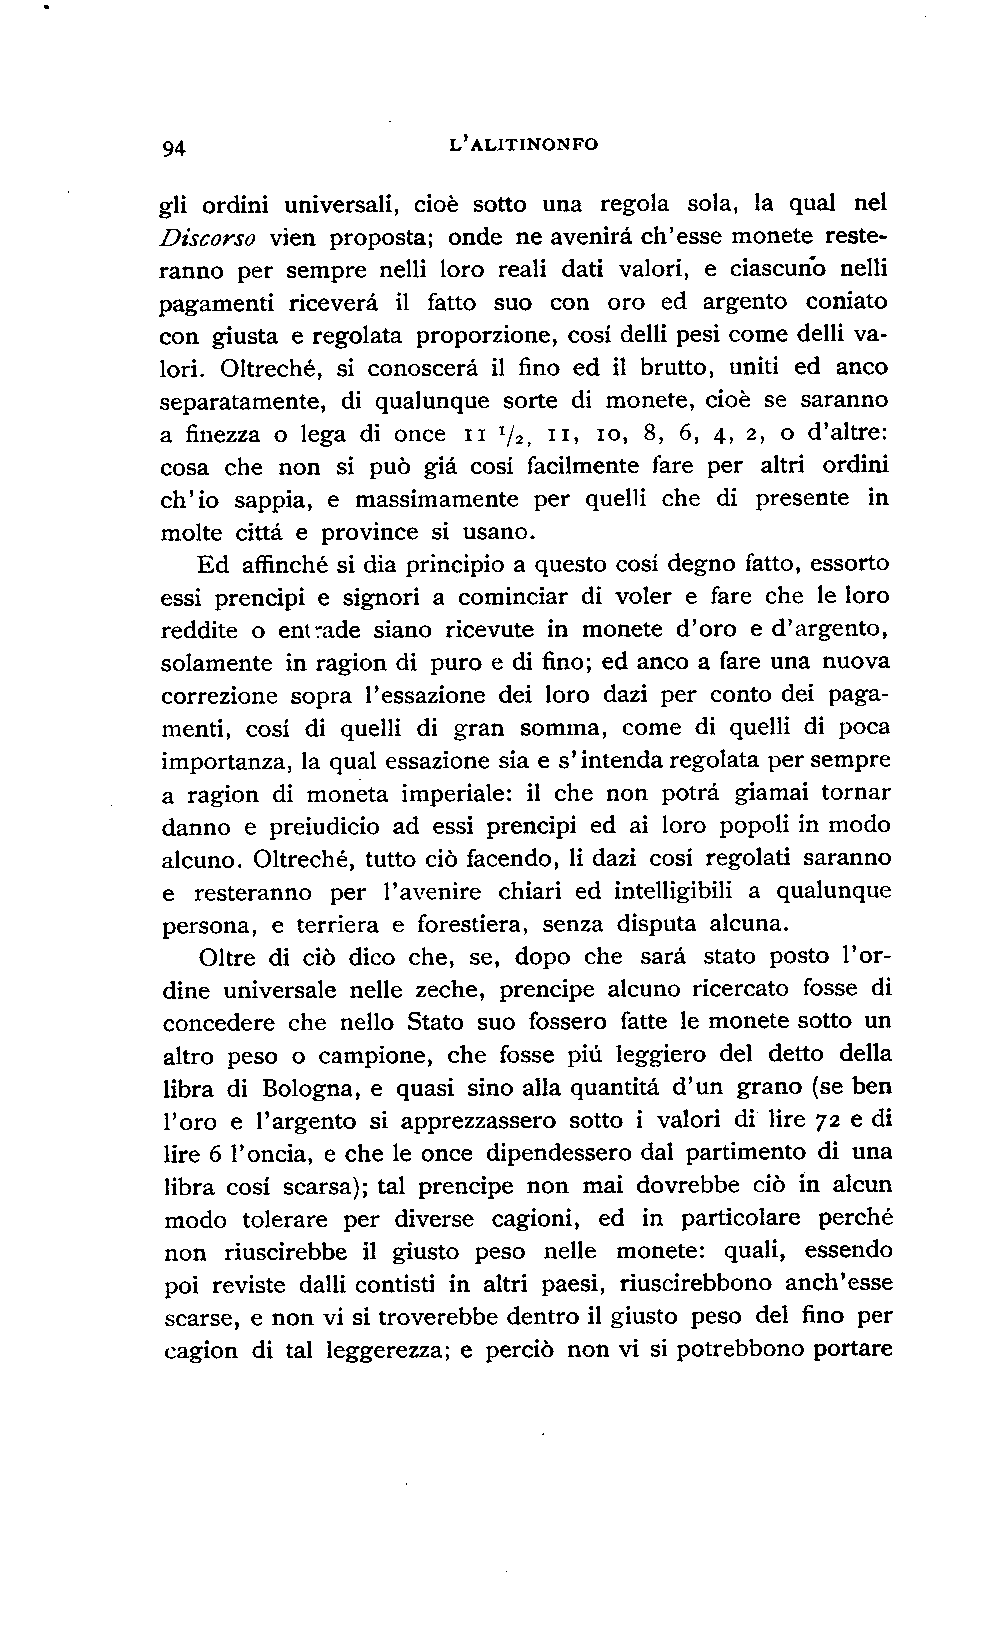 94 L'ALITINONFO
gli ordini universali, cioè sotto una regola sola, la qual nel
Discorso vien proposta; onde ne avenirá ch'esse monete reste-
ranno per sempre nelli loro reali dati valori, e ciascuno nelli
pagamenti riceverá il fatto suo con oro ed argento coniato
con giusta e regolata proporzione, cosí delli pesi come delli va-
lori. Oltreché, si conoscerá il fino ed il brutto, uniti ed anco
separatamente, di qualunque sorte di monete, cioè se saranno
a finezza o lega di once 11 1/2, 11, 10, 8, 6, 4, 2, o d'altre:
cosa che non si può giá cosí facilmente fare per altri ordini
ch'io sappia, e massimamente per quelli che di presente in
molte cittá e province si usano.
Ed affinché si dia principio a questo cosí degno fatto, essorto
essi prencipi e signori a cominciar di voler e fare che le loro
reddite o entrade siano ricevute in monete d'oro e d'argento,
solamente in ragion di puro e di fino; ed anco a fare una nuova
correzione sopra l'essazione dei loro dazi per conto dei paga-
menti, cosí di quelli di gran somma, come di quelli di poca
importanza, la qual essazione sia e s'intenda regolata per sempre
a ragion di moneta imperiale: il che non potrá giamai tornar
danno e preiudicio ad essi prencipi ed ai loro popoli in modo
alcuno. Oltreché, tutto ciò facendo, li dazi cosí regolati saranno
e resteranno per l'avenire chiari ed intelligibili a qualunque
persona, e terriera e forestiera, senza disputa alcuna.
Oltre di ciò dico che, se, dopo che sará stato posto l'or-
dine universale nelle zeche, prencipe alcuno ricercato fosse di
concedere che nello Stato suo fossero fatte le monete sotto un
altro peso o campione, che fosse piú leggiero del detto della
libra di Bologna, e quasi sino alla quantitá d'un grano (se ben
l'oro e l'argento si apprezzassero sotto i valori di lire 72 e di
lire 6 l'oncia, e che le once dipendessero dal partimento di una
libra cosí scarsa); tal prencipe non mai dovrebbe ciò in alcun
modo tolerare per diverse cagioni, ed in particolare perché
non riuscirebbe il giusto peso nelle monete: quali, essendo
poi reviste dalli contisti in altri paesi, riuscirebbono anch'esse
scarse, e non vi si troverebbe dentro il giusto peso del fino per
cagion di tal leggerezza; e perciò non vi si potrebbono portare